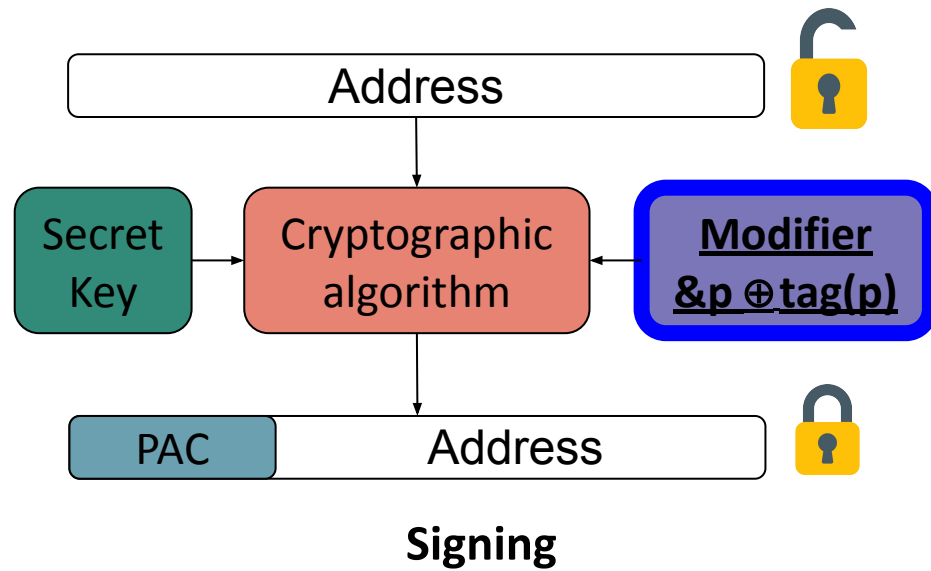 Address
Secret
Key
Cryptographic
algorithm
Modifier
&p ⊕ tag(p)
PAC
Address
Signing